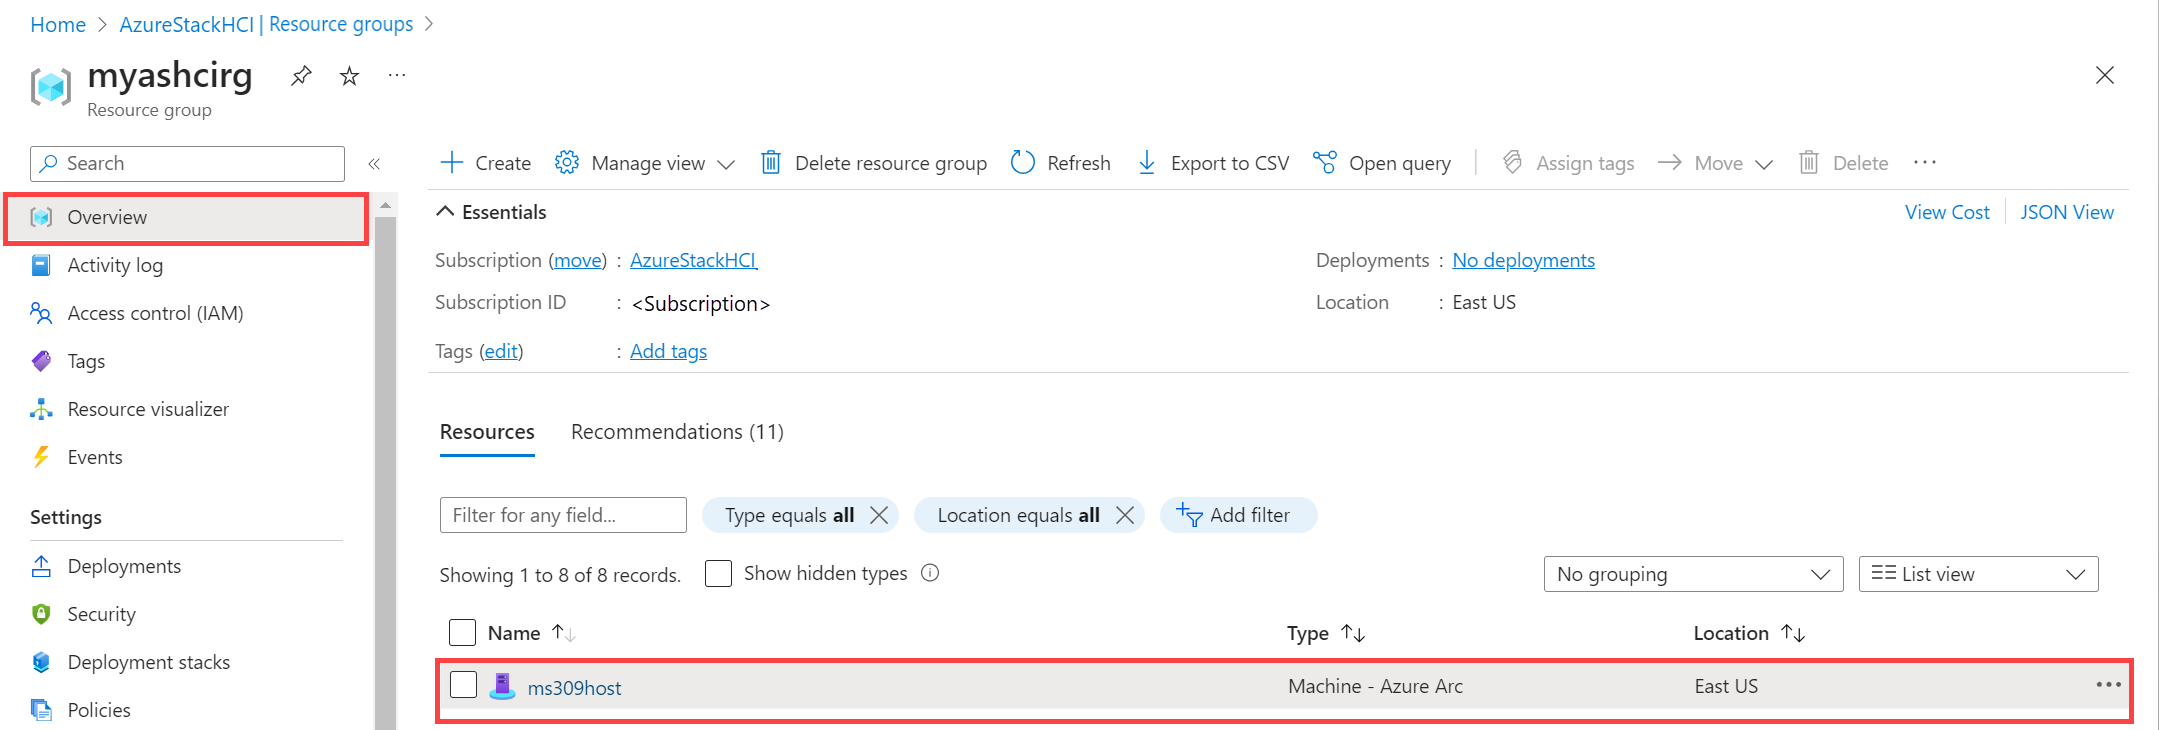 Home > AzureStackHCI | Resource groups >
myashcirg
Resource group
Search
«
Create
Manage view
Delete resource group
Refresh
Export to CSV
Open query
Assign tags
Move
Delete
Overview
Activity log
Access control (IAM)
Tags
Resource visualizer
Events
Settings
Deployments
Security
Deployment stacks
Policies
Essentials
View Cost
JSON View
Subscription (move) : AzureStackHCI
Deployments : No deployments
Subscription ID : <Subscription>
Location : East US
Tags (edit) : Add tags
Resources
Recommendations (11)
Filter for any field...
Type equals all
Location equals all
Add filter
Showing 1 to 8 of 8 records.
Show hidden types
No grouping
List view
Name
Type
Location
ms309host
Machine - Azure Arc
East US